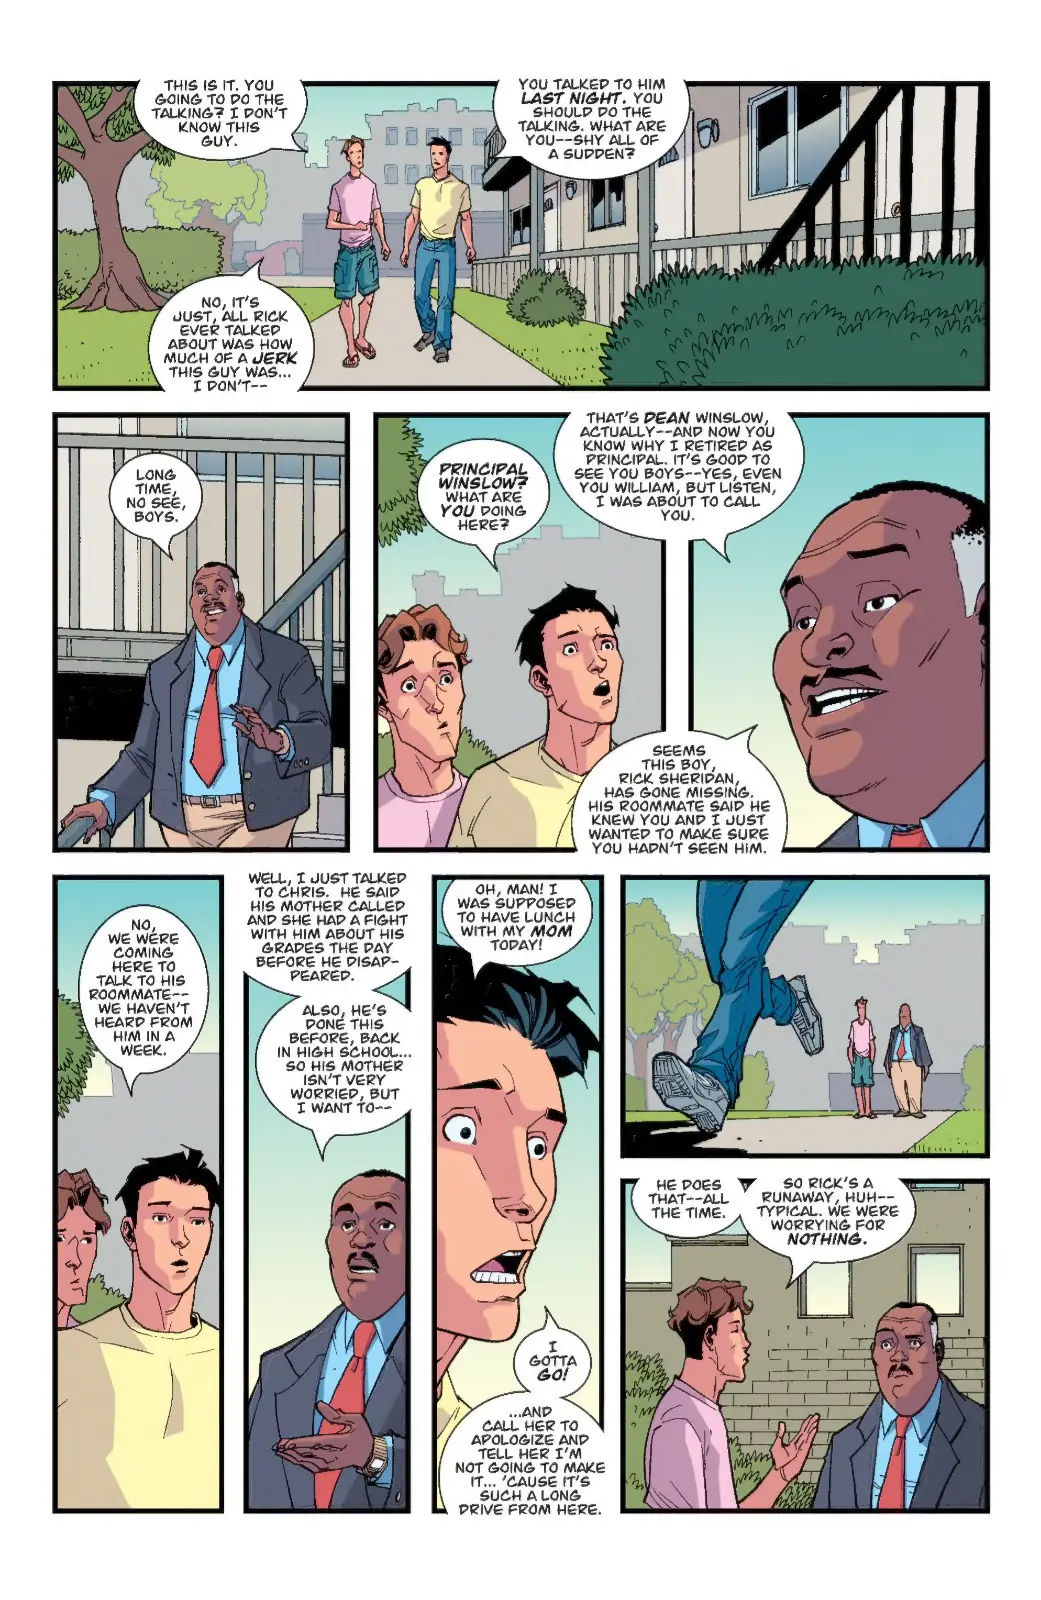 THIS IS IT. YOU
GOING TO DO THE
TALKING? I DON'T
KNOW THIS
GUY.
YOU TALKED TO HIM
LAST NIGHT. YOU
SHOULD DO THE
TALKING. WHAT ARE
YOU--SHY ALL OF
A SUDDEN?
NO, IT'S
JUST, ALL RICK
EVER TALKED
ABOUT WAS HOW
MUCH OF A JERK
THIS GUY WAS...
I DON'T--
LONG
TIME,
NO SEE,
BOYS.
PRINCIPAL
WINSLOW?
WHAT ARE
YOU DOING
HERE?
THAT'S DEAN WINSLOW,
ACTUALLY--AND NOW YOU
KNOW WHY I RETIRED AS
PRINCIPAL. IT'S GOOD TO
SEE YOU BOYS--YES, EVEN
YOU WILLIAM, BUT LISTEN,
I WAS ABOUT TO CALL
YOU.
SEEMS
THIS BOY,
RICK SHERIDAN,
HAS GONE MISSING.
HIS ROOMMATE SAID HE
KNEW YOU AND I JUST
WANTED TO MAKE SURE
YOU HADN'T SEEN HIM.
NO,
WE WERE
COMING
HERE TO
TALK TO HIS
ROOMMATE--
WE HAVEN'T
HEARD FROM
HIM IN A
WEEK.
WELL, I JUST TALKED
TO CHRIS. HE SAID
HIS MOTHER CALLED
AND SHE HAD A FIGHT
WITH HIM ABOUT HIS
GRADES THE DAY
BEFORE HE DISAP-
PEARED.
ALSO, HE'S
DONE THIS
BEFORE, BACK
IN HIGH SCHOOL...
SO HIS MOTHER
ISN'T VERY
WORRIED, BUT
I WANT TO--
OH, MAN! I
WAS SUPPOSED
TO HAVE LUNCH
WITH MY MOM
TODAY!
I
GOTTA
GO!
...AND
CALL HER TO
APOLOGIZE AND
TELL HER I'M
NOT GOING TO MAKE
IT... 'CAUSE IT'S
SUCH A LONG
DRIVE FROM HERE.
HE DOES
THAT--ALL
THE TIME.
SO RICK'S A
RUNAWAY, HUH--
TYPICAL. WE WERE
WORRYING FOR
NOTHING.